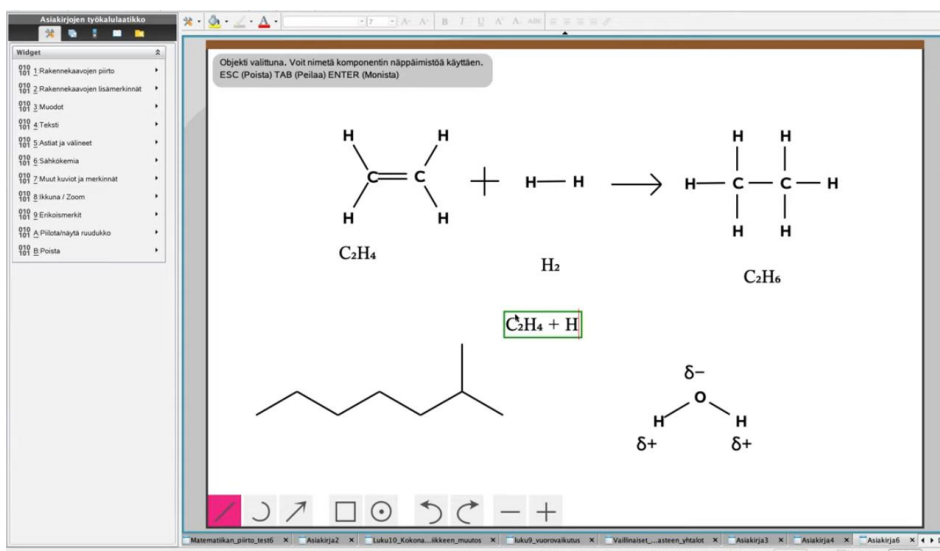 Asiakirjojen työkalulaatikko
Widget
1 Rakennekaavojen piirto
2 Rakennekaavojen lisämerkinnät
3 Muodot
4 Teksti
5 Astiat ja välineet
6 Sähkökemia
7 Muut kuviot ja merkinnät
8 Ikkuna / Zoom
9 Erikoismerkit
A Piilota/näytä ruudukko
B Poista
7
B I U
Objekti valittuna. Voit nimetä komponentin näppäimistöä käyttäen.
ESC (Poista) TAB (Peilaa) ENTER (Monista)
H H H H
C=C + H—H → H—C—C—H
H H H H
C₂H₄
H₂
C₂H₆
C₂H₄ + H
δ−
O
H H
δ+ δ+
Matematiikan_piirto_test6 Asiakirja2 Luku10_Kokona...iikkeen_muutos luku9_vuorovaikutus Vaillinaiset_...asteen_yhtalot Asiakirja3 Asiakirja4 Asiakirja6